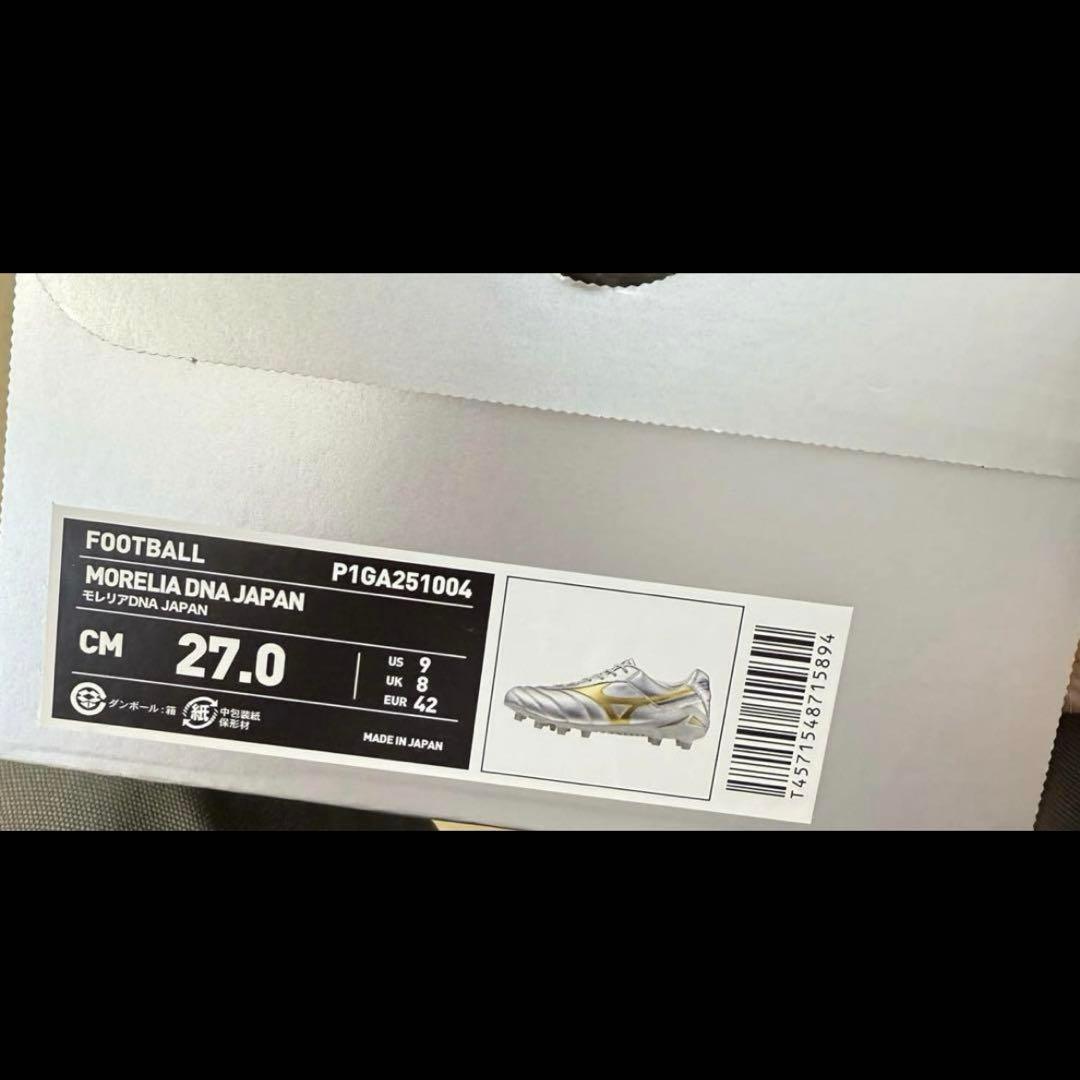 FOOTBALL
P1GA251004
MORELIA DNA JAPAN
モレリアDNA JAPAN
CM 27.0
US 9
UK 8
EUR 42
ダンボール:箱
紙
中包装紙
保形材
MADE IN JAPAN
T4571548715894